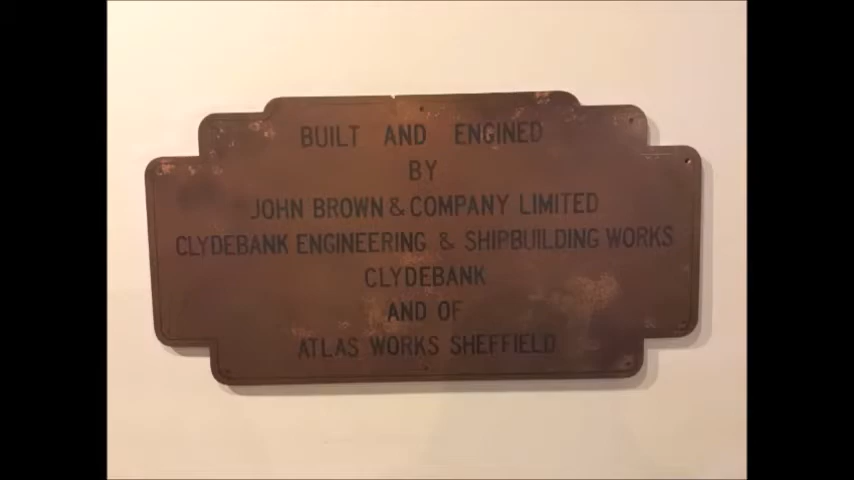 BUILT AND ENGINED
BY
JOHN BROWN & COMPANY LIMITED
CLYDEBANK ENGINEERING & SHIPBUILDING WORKS
CLYDEBANK
AND OF
ATLAS WORKS SHEFFIELD